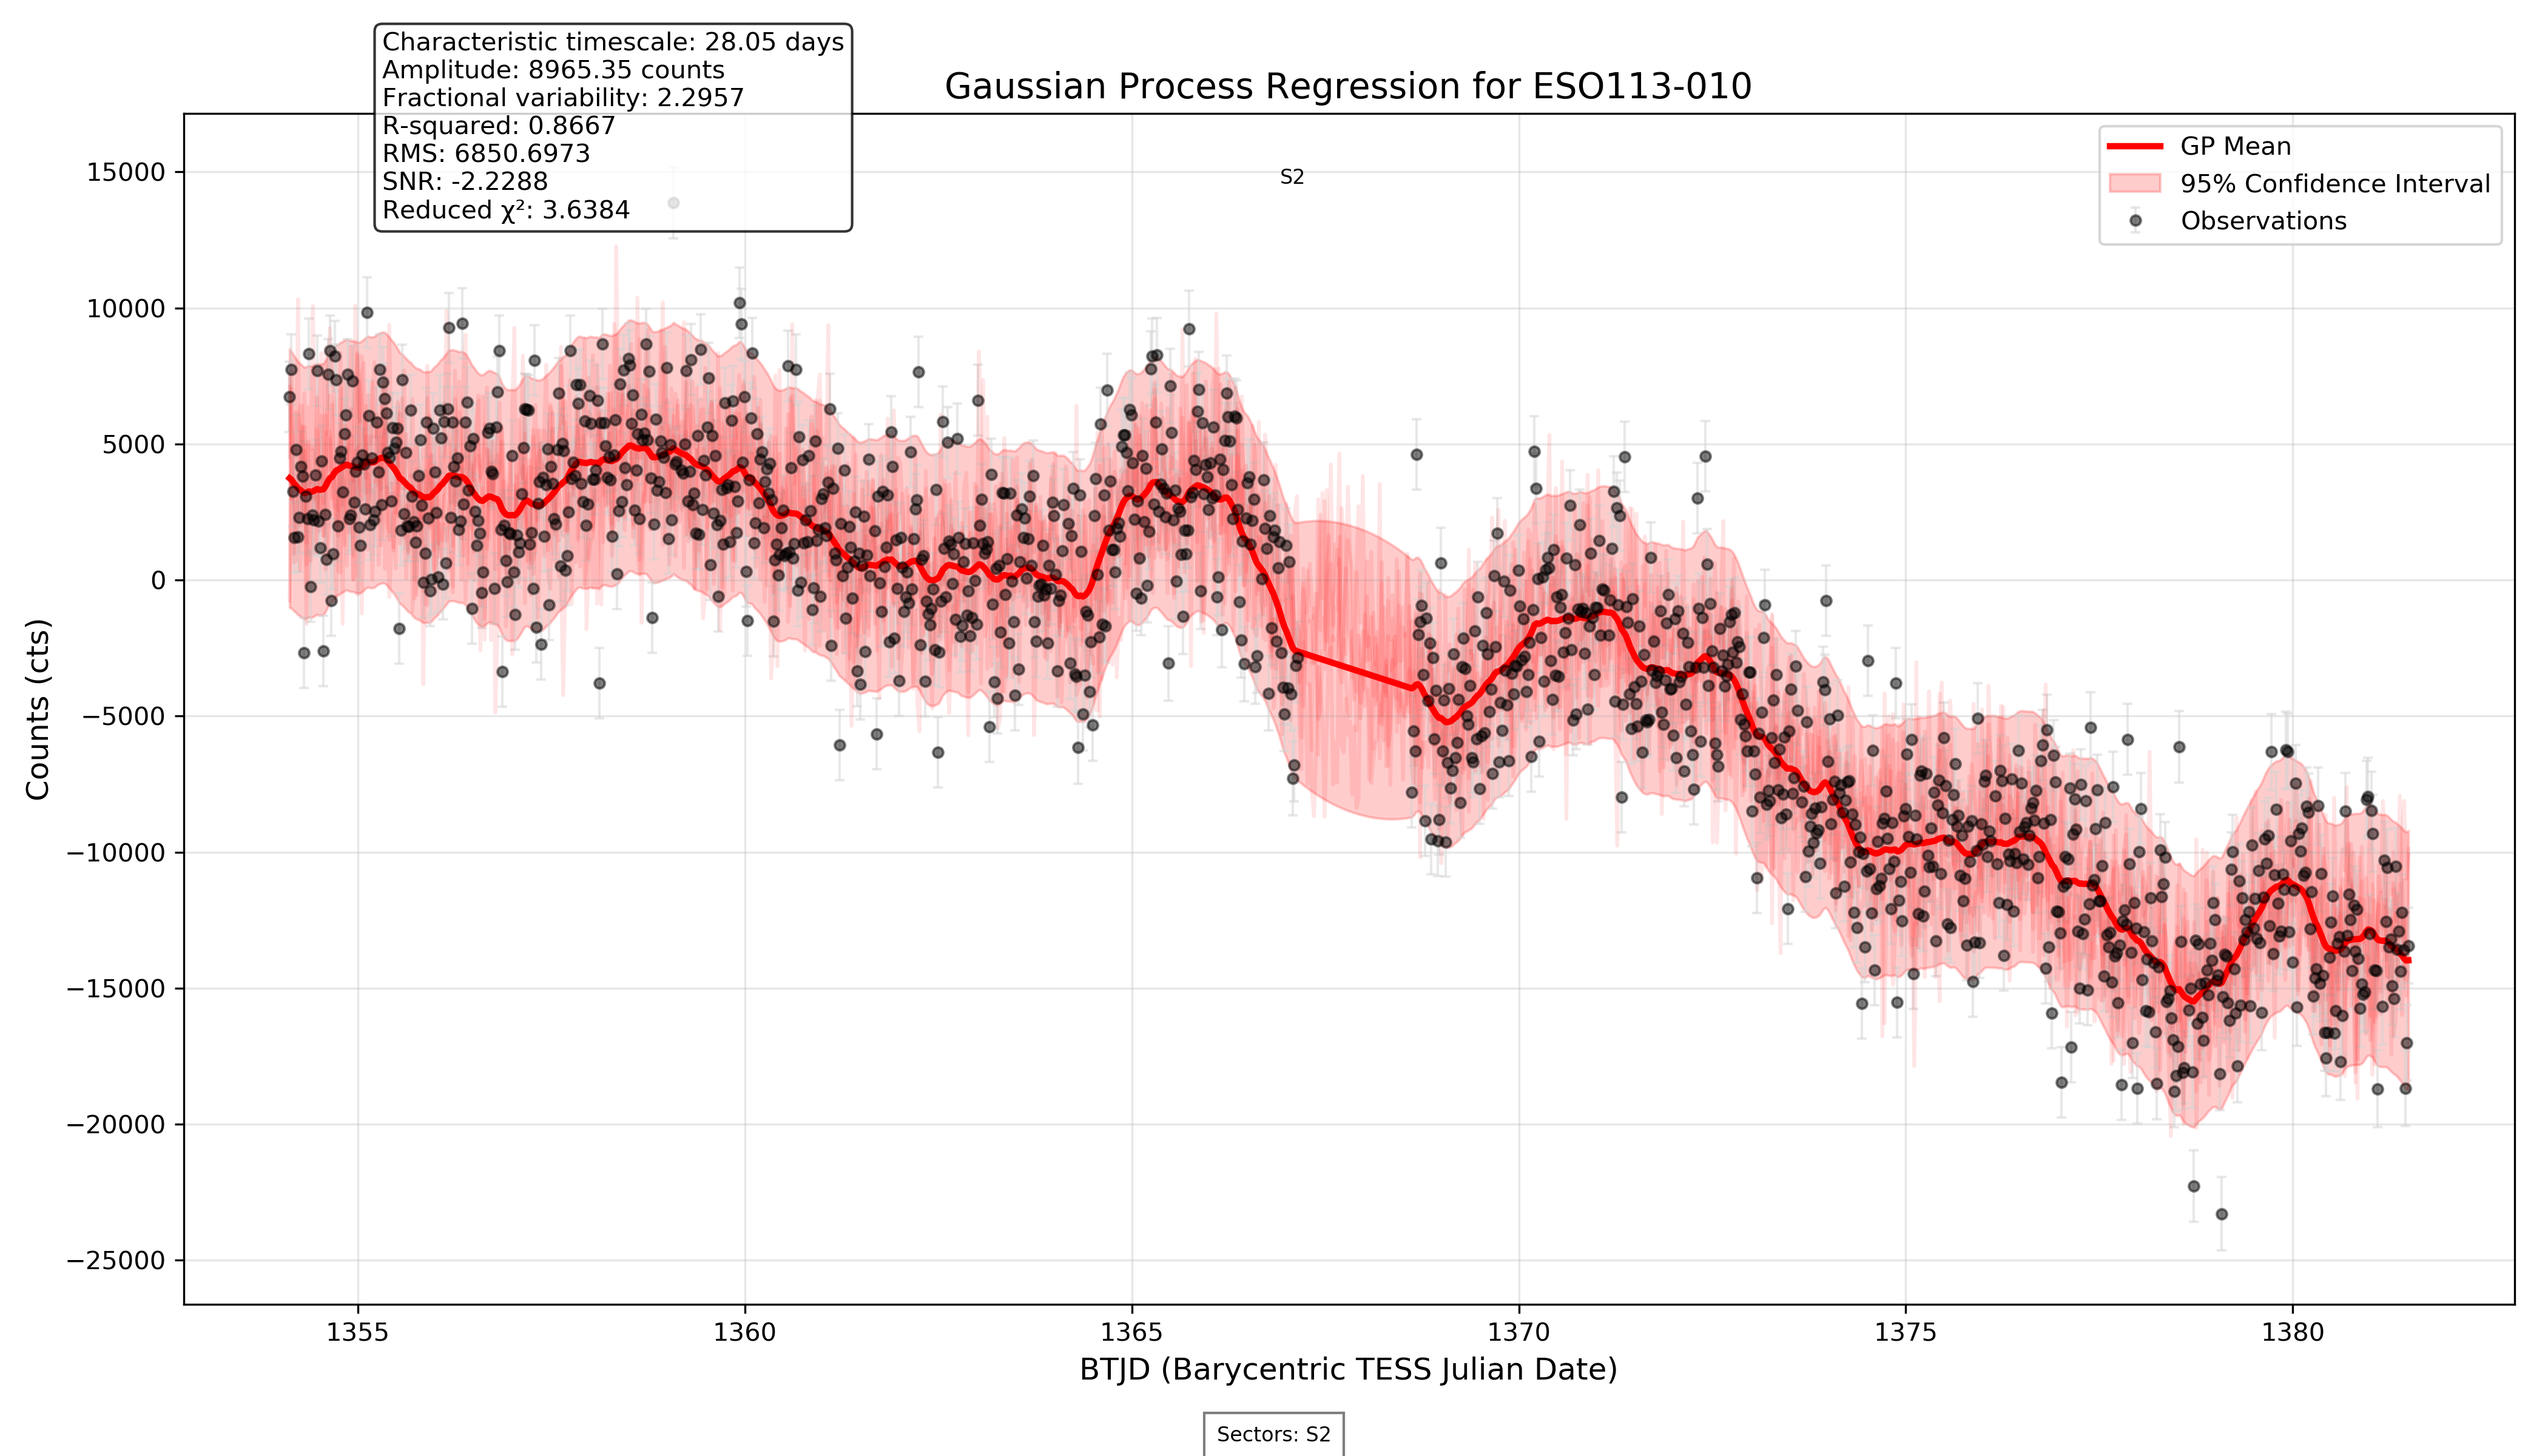 Characteristic timescale: 28.05 days
Amplitude: 8965.35 counts
Fractional variability: 2.2957
R-squared: 0.8667
RMS: 6850.6973
SNR: -2.2288
Reduced χ²: 3.6384
Gaussian Process Regression for ESO113-010
S2
GP Mean
95% Confidence Interval
Observations
15000
10000
5000
0
−5000
−10000
−15000
−20000
−25000
Counts (cts)
1355 1360 1365 1370 1375 1380
BTJD (Barycentric TESS Julian Date)
Sectors: S2